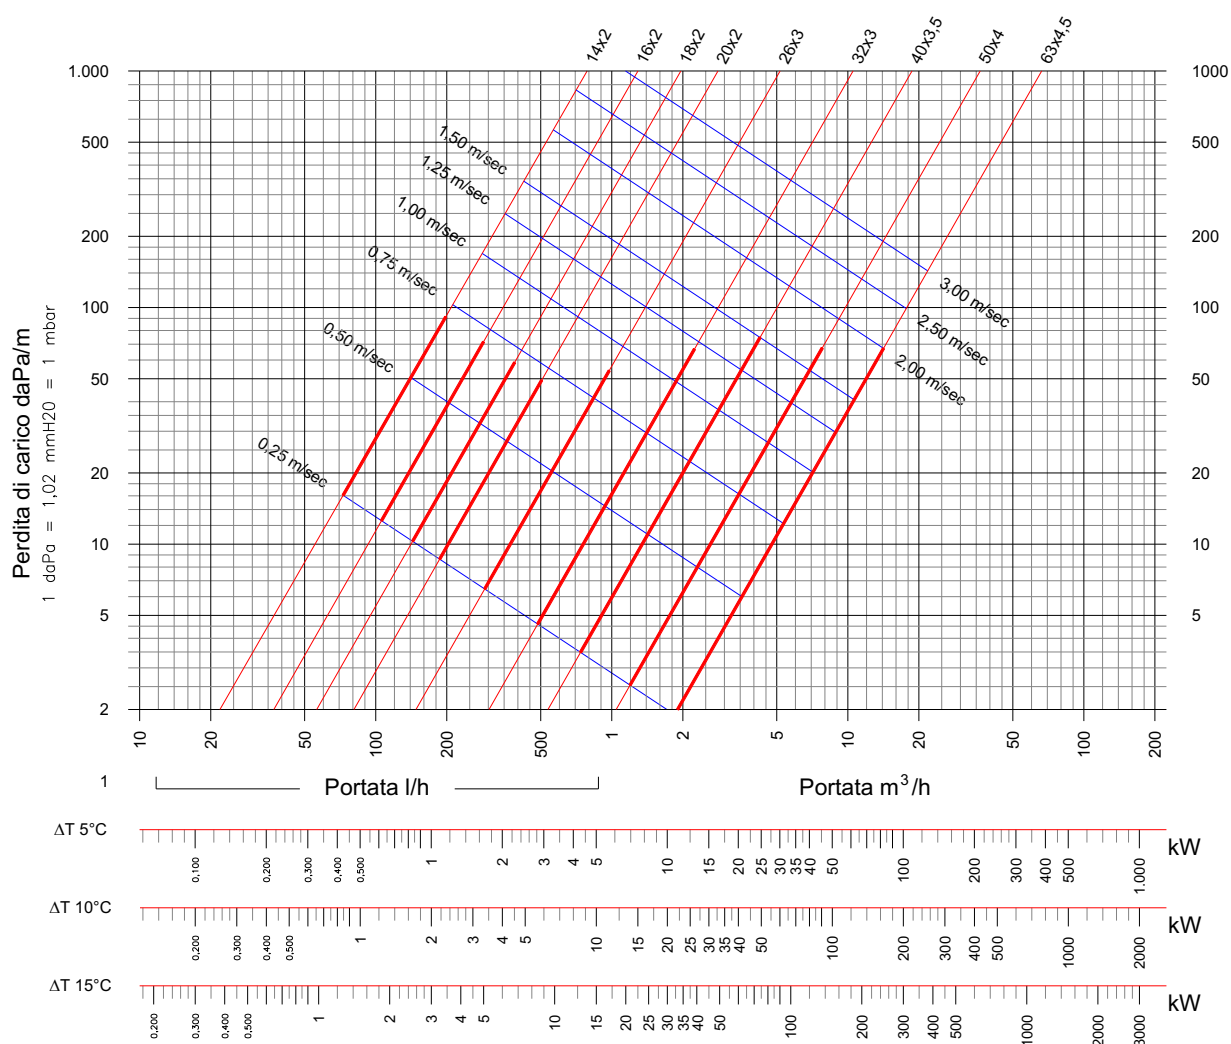 14x2 16x2 18x2 20x2 26x3 32x3 40x3,5 50x4 63x4,5
1.000 1000
500 500
200 200
100 100
50 50
20 20
10 10
5 5
2
1,50 m/sec
1,25 m/sec
1,00 m/sec
0,75 m/sec
0,50 m/sec
0,25 m/sec
3,00 m/sec
2,50 m/sec
2,00 m/sec
Perdita di carico daPa/m
1 daPa = 1,02 mmH20 = 1 mbar
10 20 50 100 200 500 1 2 5 10 20 50 100 200
1
Portata l/h Portata m³/h
ΔT 5°C
0,100 0,200 0,300 0,400 0,500 1 2 3 4 5 10 15 20 25 30 35 40 50 100 200 300 400 500 1.000
kW
ΔT 10°C
0,200 0,300 0,400 0,500 1 2 3 4 5 10 15 20 25 30 35 40 50 100 200 300 400 500 1000 2000
kW
ΔT 15°C
0,200 0,300 0,400 0,500 1 2 3 4 5 10 15 20 25 30 35 40 50 100 200 300 400 500 1000 2000 3000
kW